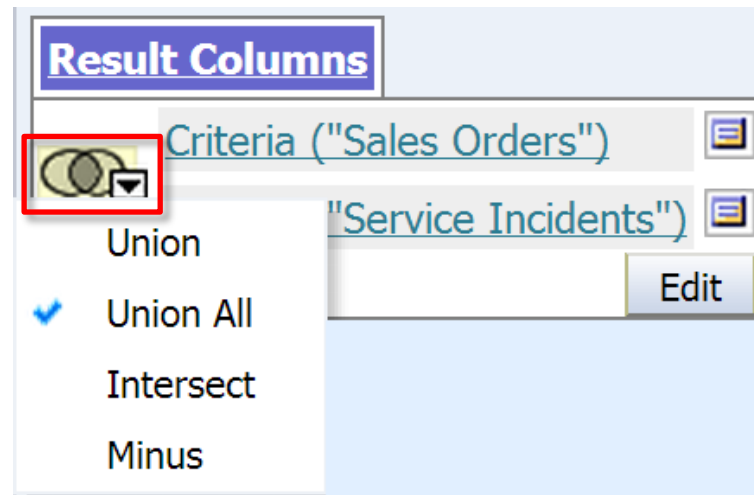 Result Columns
Criteria ("Sales Orders")
"Service Incidents")
Edit
Union
Union All
Intersect
Minus